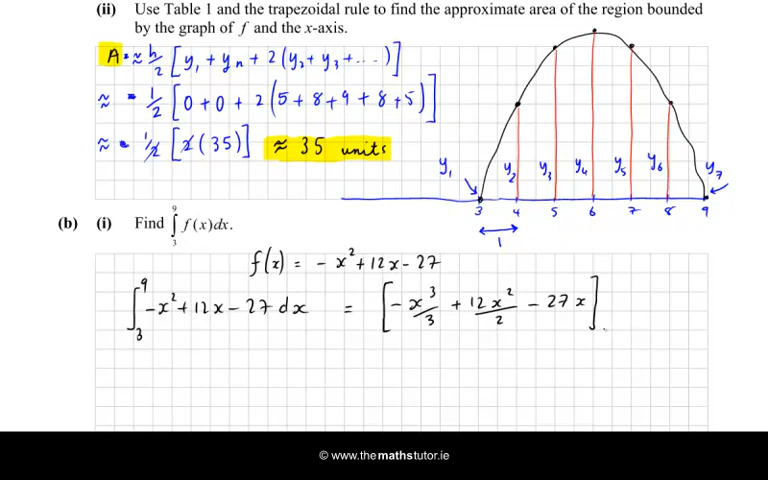 (ii) Use Table 1 and the trapezoidal rule to find the approximate area of the region bounded
by the graph of f and the x-axis.
A ≈ h/2 [y₁ + yₙ + 2(y₂ + y₃ + ...)]
≈ 1/2 [0 + 0 + 2(5 + 8 + 9 + 8 + 5)]
≈ 1/2 [2(35)] ≈ 35 units
y₁ y₂ y₃ y₄ y₅ y₆ y₇
3 4 5 6 7 8 9
1
(b) (i) Find ∫₃⁹ f(x)dx.
f(x) = -x² + 12x - 27
∫₃⁹ -x² + 12x - 27 dx = [-x³/3 + 12x²/2 - 27x]
© www.themathstutor.ie